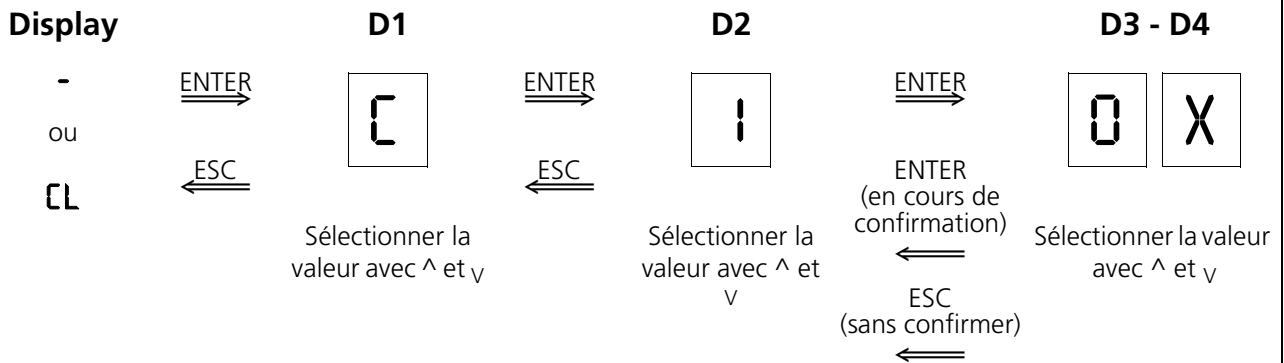 Display D1 D2 D3 - D4
- ENTER C ENTER 1 ENTER 0 X
ou
CL ESC ESC ENTER
(en cours de
confirmation)
Sélectionner la
valeur avec ^ et v
Sélectionner la
valeur avec ^ et
v
Sélectionner la valeur
avec ^ et v
ESC
(sans confirmer)